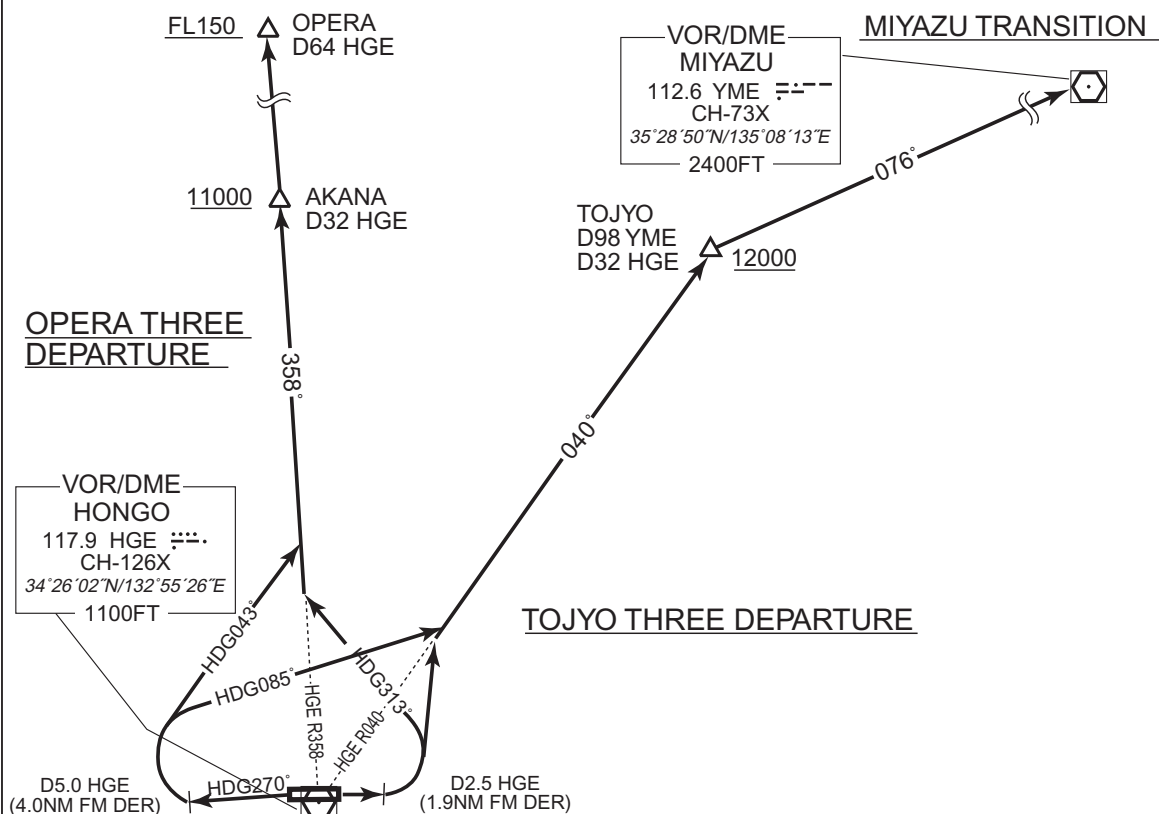 FL150
OPERA
D64 HGE
MIYAZU TRANSITION
VOR/DME
MIYAZU
112.6 YME
CH-73X
35°28´50˝N/135°08´13˝E
2400FT
076°
11000
AKANA
D32 HGE
TOJYO
D98 YME
D32 HGE
12000
OPERA THREE
DEPARTURE
358°
040°
VOR/DME
HONGO
117.9 HGE
CH-126X
34°26´02˝N/132°55´26˝E
1100FT
TOJYO THREE DEPARTURE
HDG043°
HDG085°
HDG313°
HGE R358
HGE R040
D5.0 HGE
(4.0NM FM DER)
HDG270°
D2.5 HGE
(1.9NM FM DER)